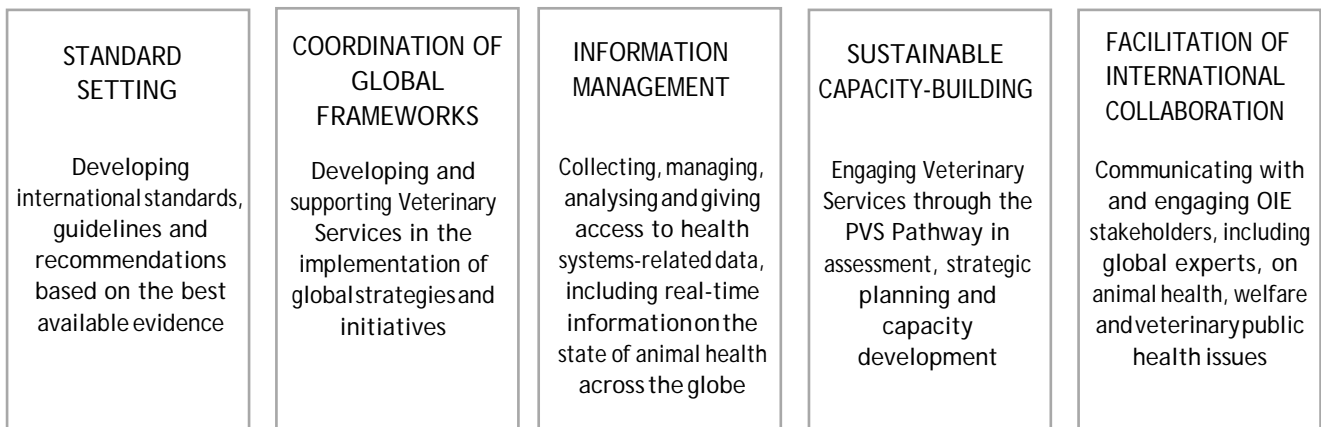 STANDARD
SETTING
Developing
international standards,
guidelines and
recommendations
based on the best
available evidence
COORDINATION OF
GLOBAL
FRAMEWORKS
Developing and
supporting Veterinary
Services in the
implementation of
global strategies and
initiatives
INFORMATION
MANAGEMENT
Collecting, managing,
analysing and giving
access to health
systems-related data,
including real-time
information on the
state of animal health
across the globe
SUSTAINABLE
CAPACITY-BUILDING
Engaging Veterinary
Services through the
PVS Pathway in
assessment, strategic
planning and
capacity
development
FACILITATION OF
INTERNATIONAL
COLLABORATION
Communicating with
and engaging OIE
stakeholders, including
global experts, on
animal health, welfare
and veterinary public
health issues